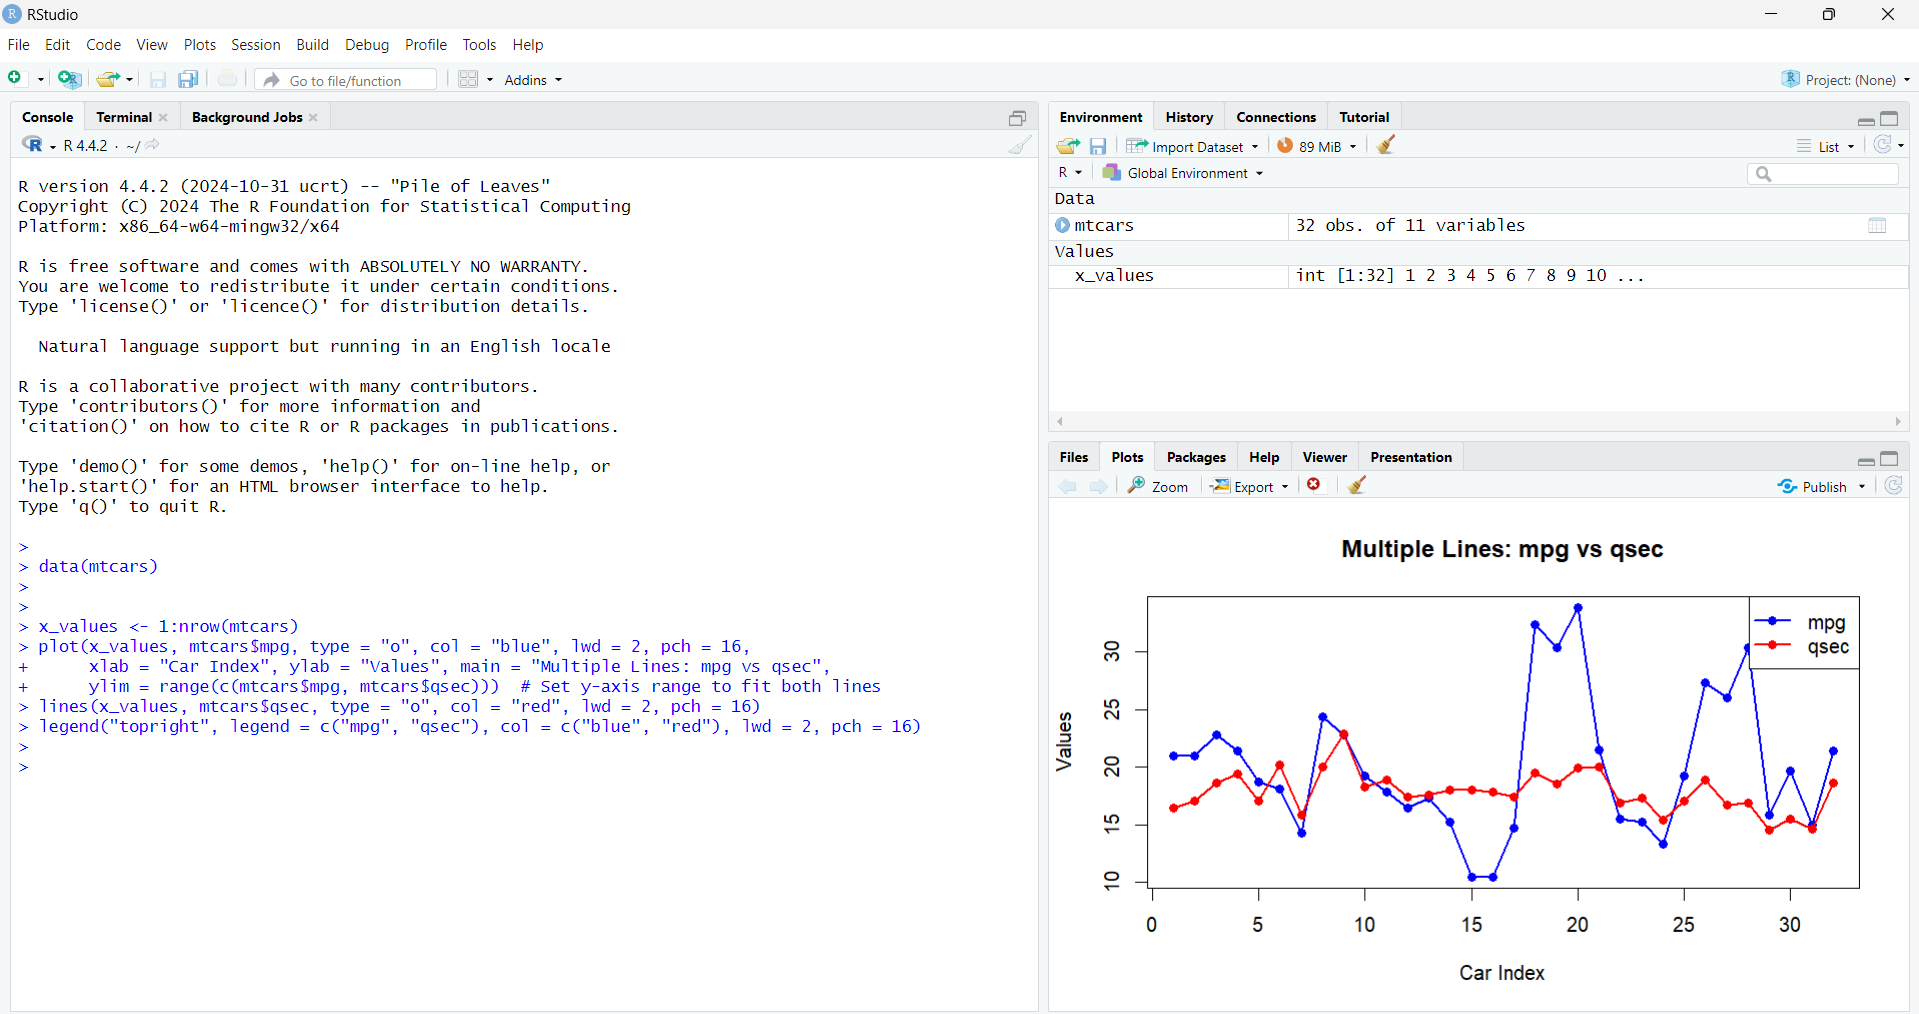 RStudio
File Edit Code View Plots Session Build Debug Profile Tools Help
Go to file/function Addins Project: (None)
Console Terminal Background Jobs
R 4.4.2 · ~/
R version 4.4.2 (2024-10-31 ucrt) -- "Pile of Leaves"
Copyright (C) 2024 The R Foundation for Statistical Computing
Platform: x86_64-w64-mingw32/x64
R is free software and comes with ABSOLUTELY NO WARRANTY.
You are welcome to redistribute it under certain conditions.
Type 'license()' or 'licence()' for distribution details.
Natural language support but running in an English locale
R is a collaborative project with many contributors.
Type 'contributors()' for more information and
'citation()' on how to cite R or R packages in publications.
Type 'demo()' for some demos, 'help()' for on-line help, or
'help.start()' for an HTML browser interface to help.
Type 'q()' to quit R.
>
> data(mtcars)
>
>
> x_values <- 1:nrow(mtcars)
> plot(x_values, mtcars$mpg, type = "o", col = "blue", lwd = 2, pch = 16,
+ xlab = "Car Index", ylab = "Values", main = "Multiple Lines: mpg vs qsec",
+ ylim = range(c(mtcars$mpg, mtcars$qsec))) # Set y-axis range to fit both lines
> lines(x_values, mtcars$qsec, type = "o", col = "red", lwd = 2, pch = 16)
> legend("topright", legend = c("mpg", "qsec"), col = c("blue", "red"), lwd = 2, pch = 16)
>
>
Environment History Connections Tutorial
Import Dataset 89 MiB List
R Global Environment
Data
mtcars 32 obs. of 11 variables
Values
x_values int [1:32] 1 2 3 4 5 6 7 8 9 10 ...
Files Plots Packages Help Viewer Presentation
Zoom Export Publish
Multiple Lines: mpg vs qsec
mpg
qsec
Values
30
25
20
15
10
0 5 10 15 20 25 30
Car Index